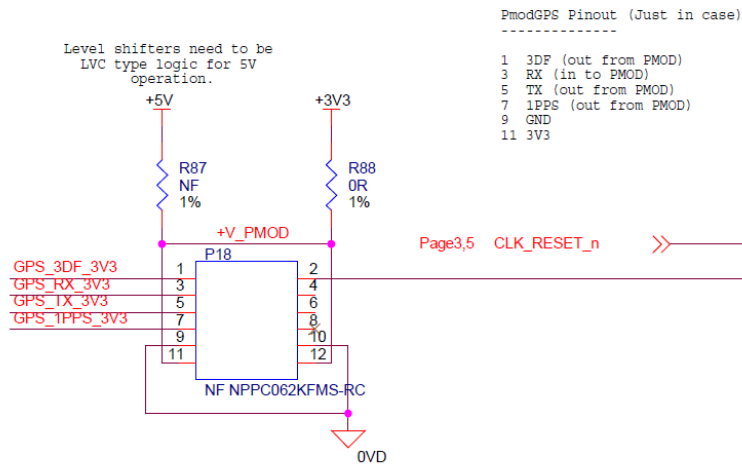 PmodGPS Pinout (Just in case)
--------------
1 3DF (out from PMOD)
3 RX (in to PMOD)
5 TX (out from PMOD)
7 1PPS (out from PMOD)
9 GND
11 3V3
Level shifters need to be
LVC type logic for 5V
operation.
+5V
+3V3
R87
NF
1%
R88
0R
1%
+V_PMOD
Page3,5 CLK_RESET_n
P18
GPS_3DF_3V3 1 2
GPS_RX_3V3 3 4
GPS_TX_3V3 5 6
GPS_1PPS_3V3 7 8
9 10
11 12
NF NPPC062KFMS-RC
0VD